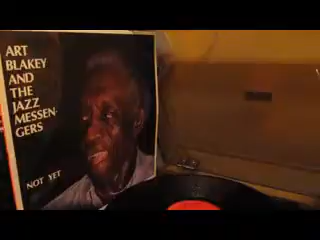 ART
BLAKEY
AND
THE
JAZZ
MESSEN-
GERS
NOT YET